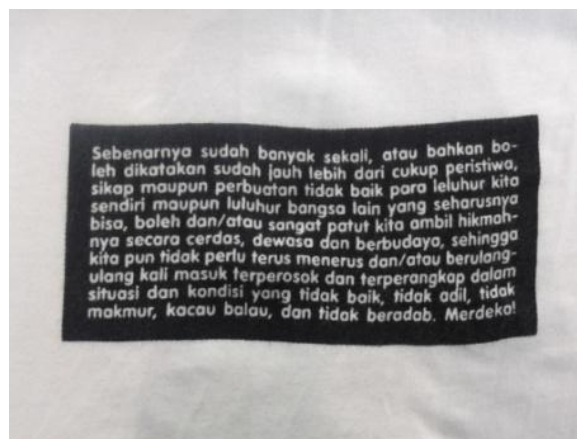 Sebenarnya sudah banyak sekali, atau bahkan bo-
leh dikatakan sudah jauh lebih dari cukup peristiwa,
sikap maupun perbuatan tidak baik para leluhur kita
sendiri maupun luluhur bangsa lain yang seharusnya
bisa, boleh dan/atau sangat patut kita ambil hikmah-
nya secara cerdas, dewasa dan berbudaya, sehingga
kita pun tidak perlu terus menerus dan/atau berulang-
ulang kali masuk terperosok dan terperangkap dalam
situasi dan kondisi yang tidak baik, tidak adil, tidak
makmur, kacau balau, dan tidak beradab. Merdeka!